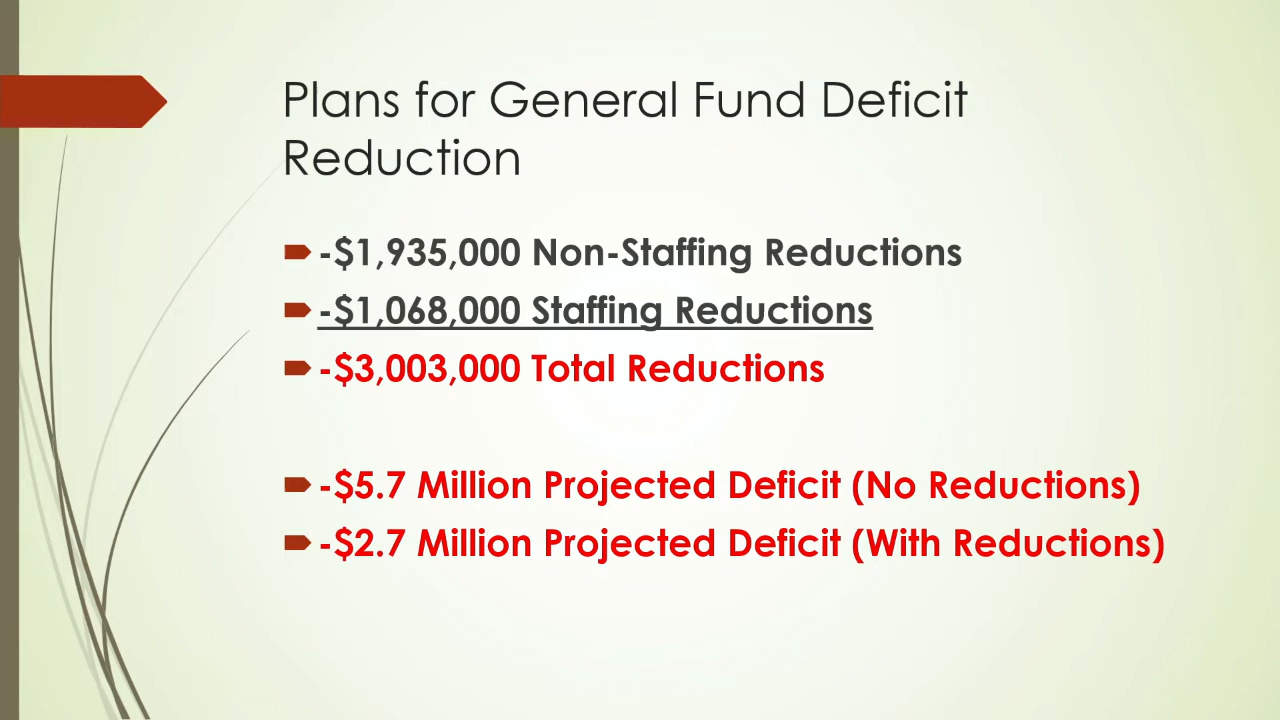 Plans for General Fund Deficit
Reduction
-$1,935,000 Non-Staffing Reductions
-$1,068,000 Staffing Reductions
-$3,003,000 Total Reductions
-$5.7 Million Projected Deficit (No Reductions)
-$2.7 Million Projected Deficit (With Reductions)